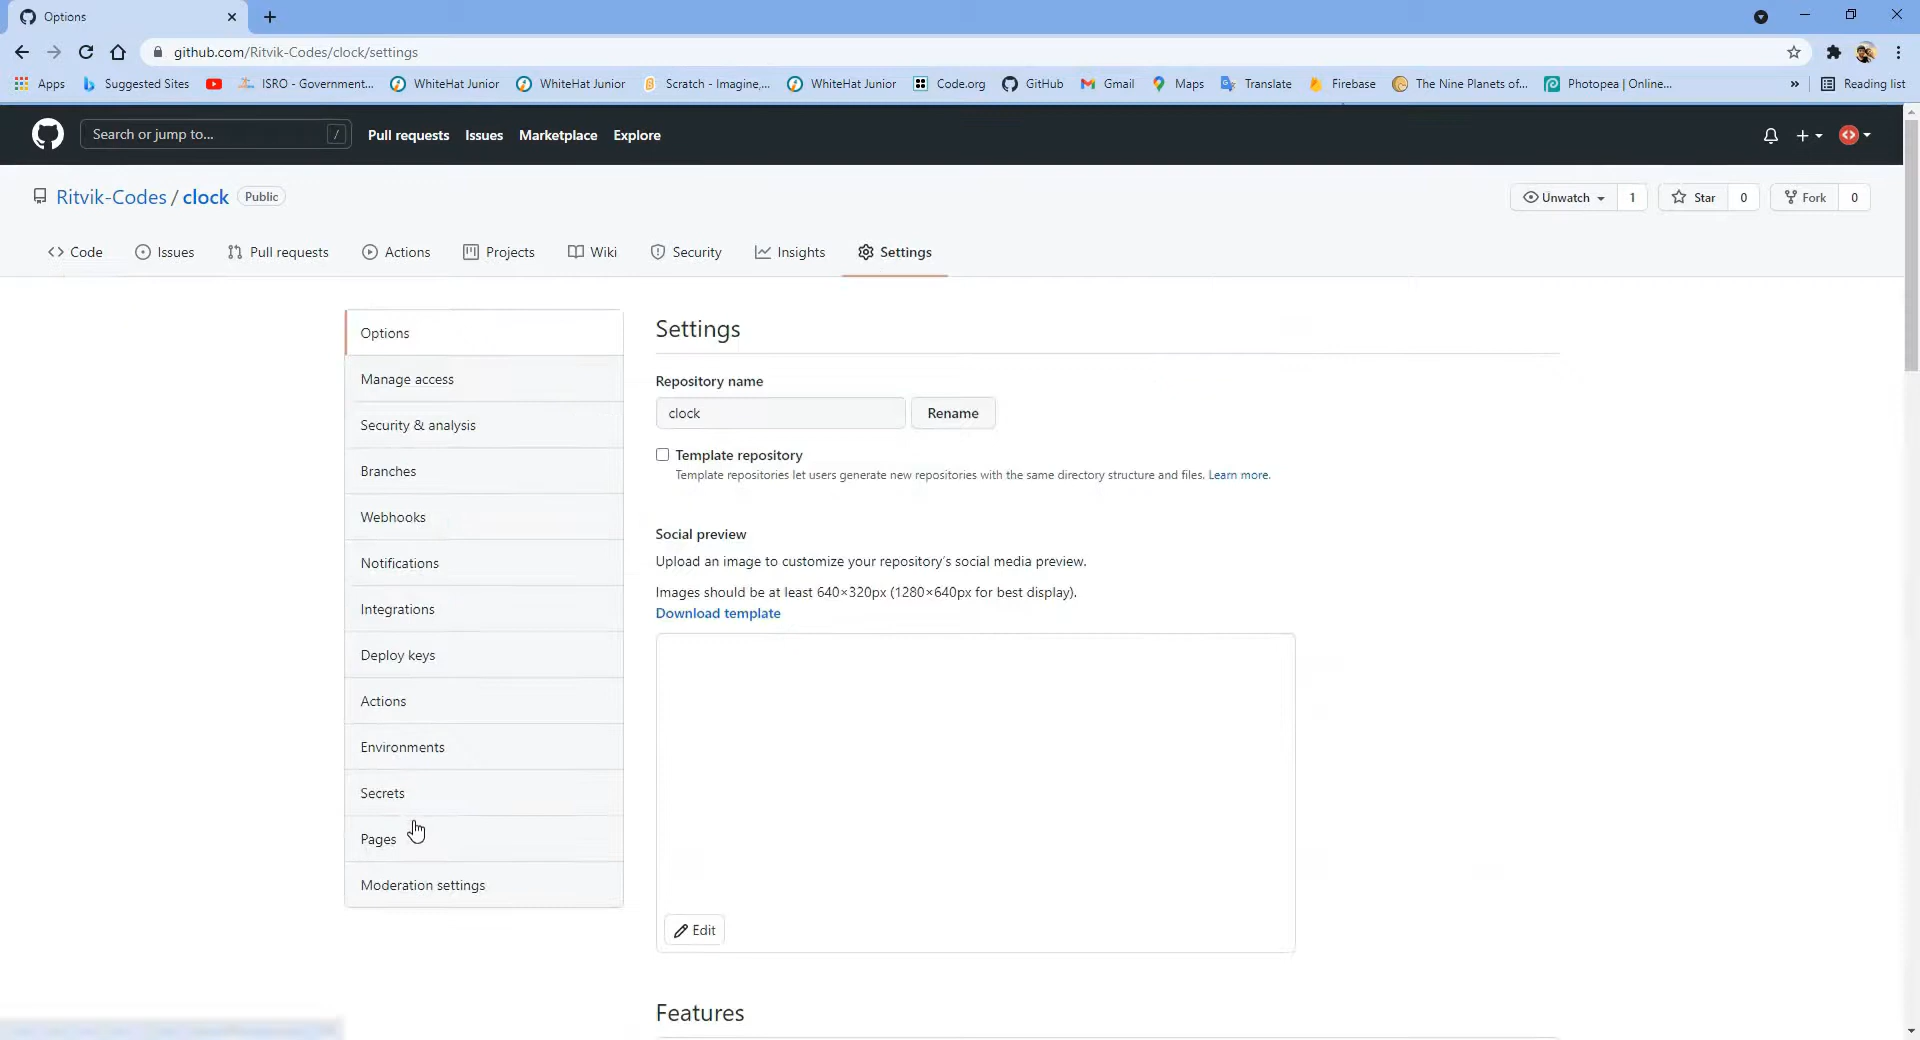 Options
github.com/Ritvik-Codes/clock/settings
Apps Suggested Sites ISRO - Government... WhiteHat Junior WhiteHat Junior Scratch - Imagine,... WhiteHat Junior Code.org GitHub Gmail Maps Translate Firebase The Nine Planets of... Photopea | Online... » Reading list
Search or jump to... / Pull requests Issues Marketplace Explore
Ritvik-Codes / clock Public Unwatch 1 Star 0 Fork 0
Code Issues Pull requests Actions Projects Wiki Security Insights Settings
Options
Manage access
Security & analysis
Branches
Webhooks
Notifications
Integrations
Deploy keys
Actions
Environments
Secrets
Pages
Moderation settings
Settings
Repository name
clock Rename
Template repository
Template repositories let users generate new repositories with the same directory structure and files. Learn more.
Social preview
Upload an image to customize your repository's social media preview.
Images should be at least 640×320px (1280×640px for best display).
Download template
Edit
Features